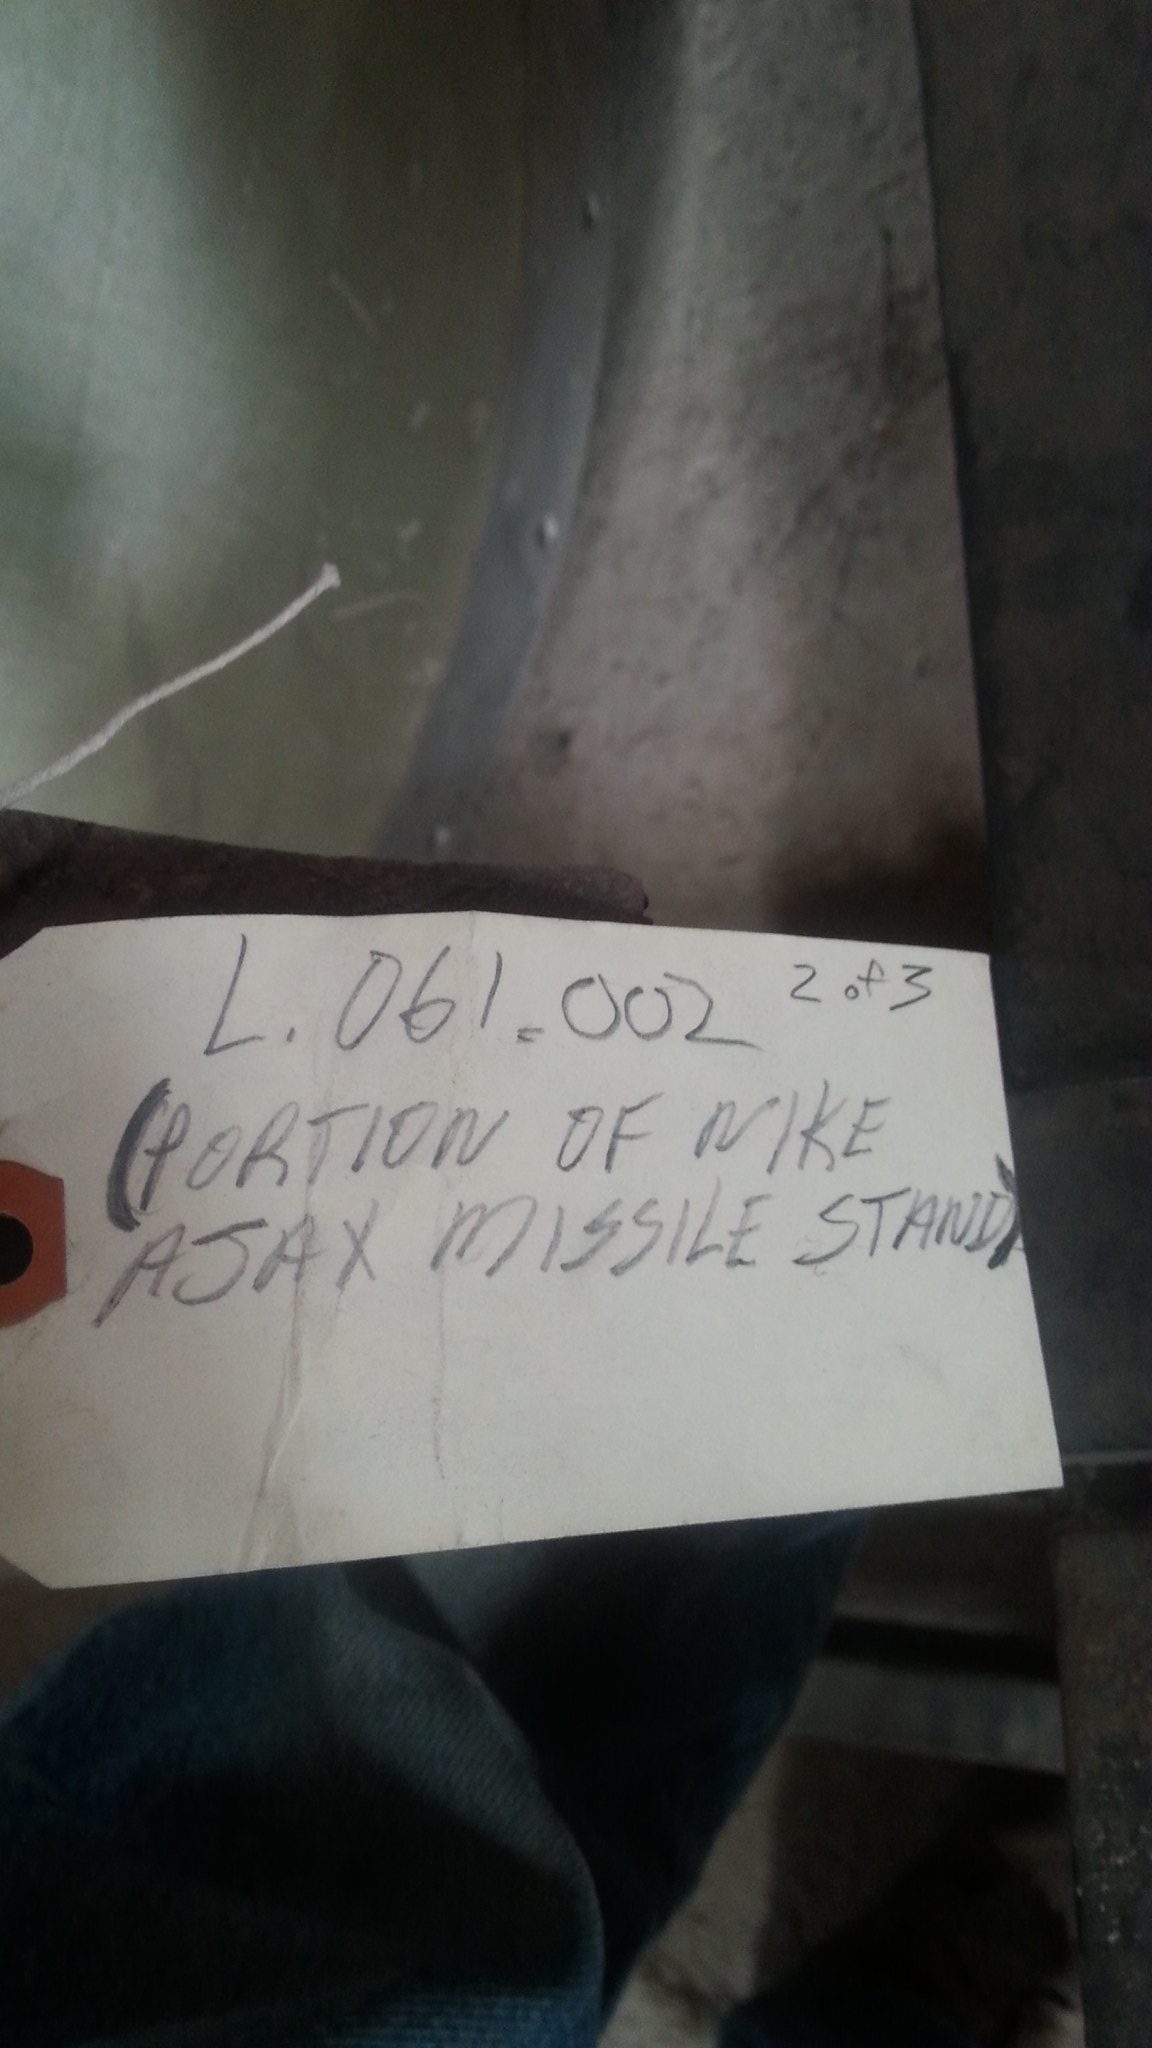 L.061.002 2 of 3
(PORTION OF NIKE
AJAX MISSILE STAND)